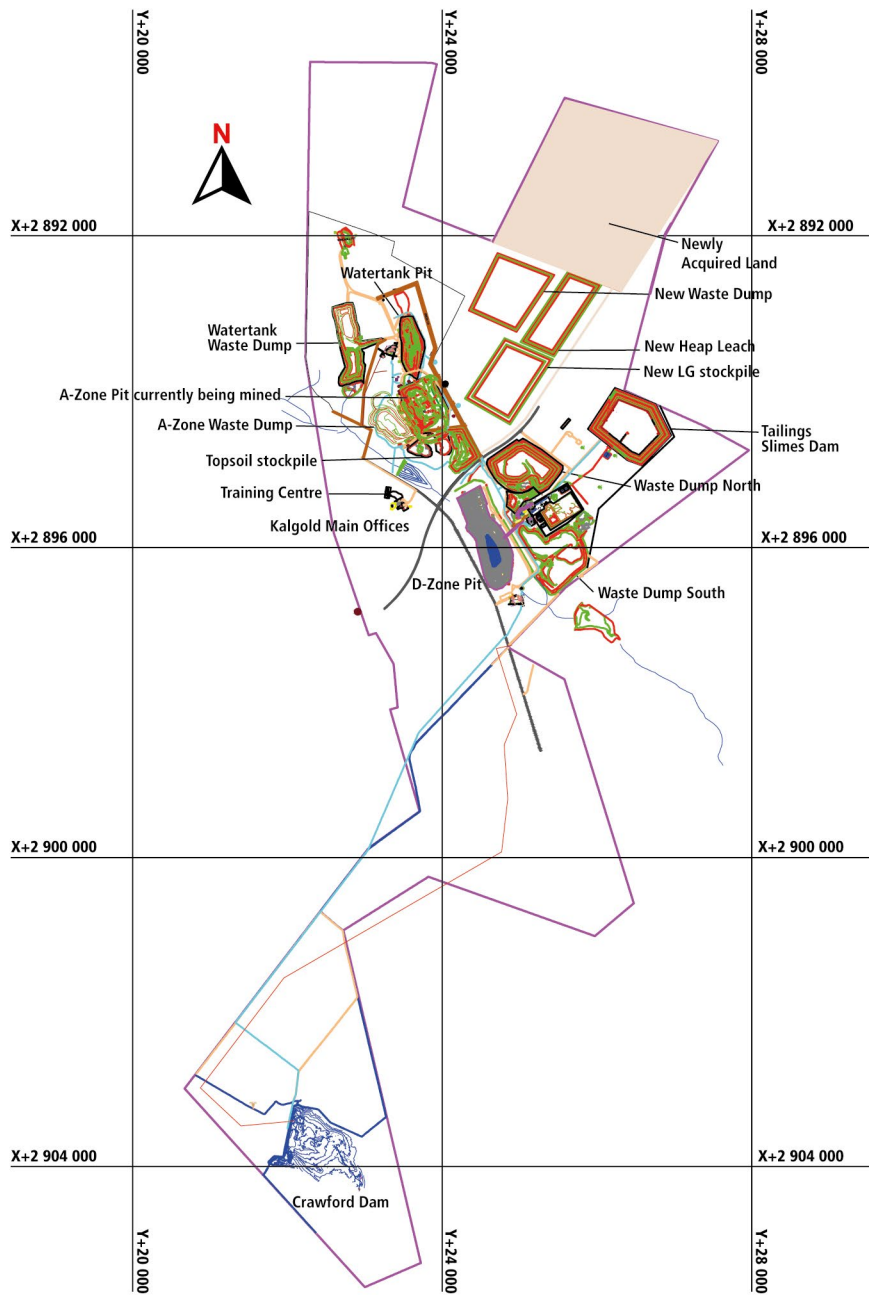 Y+20 000
Y+24 000
Y+28 000
N
X+2 892 000
X+2 892 000
Newly
Acquired Land
Watertank Pit
New Waste Dump
Watertank
Waste Dump
New Heap Leach
New LG stockpile
A-Zone Pit currently being mined
A-Zone Waste Dump
Tailings
Slimes Dam
Topsoil stockpile
Waste Dump North
Training Centre
Kalgold Main Offices
X+2 896 000
X+2 896 000
D-Zone Pit
Waste Dump South
X+2 900 000
X+2 900 000
X+2 904 000
X+2 904 000
Crawford Dam
Y+20 000
Y+24 000
Y+28 000